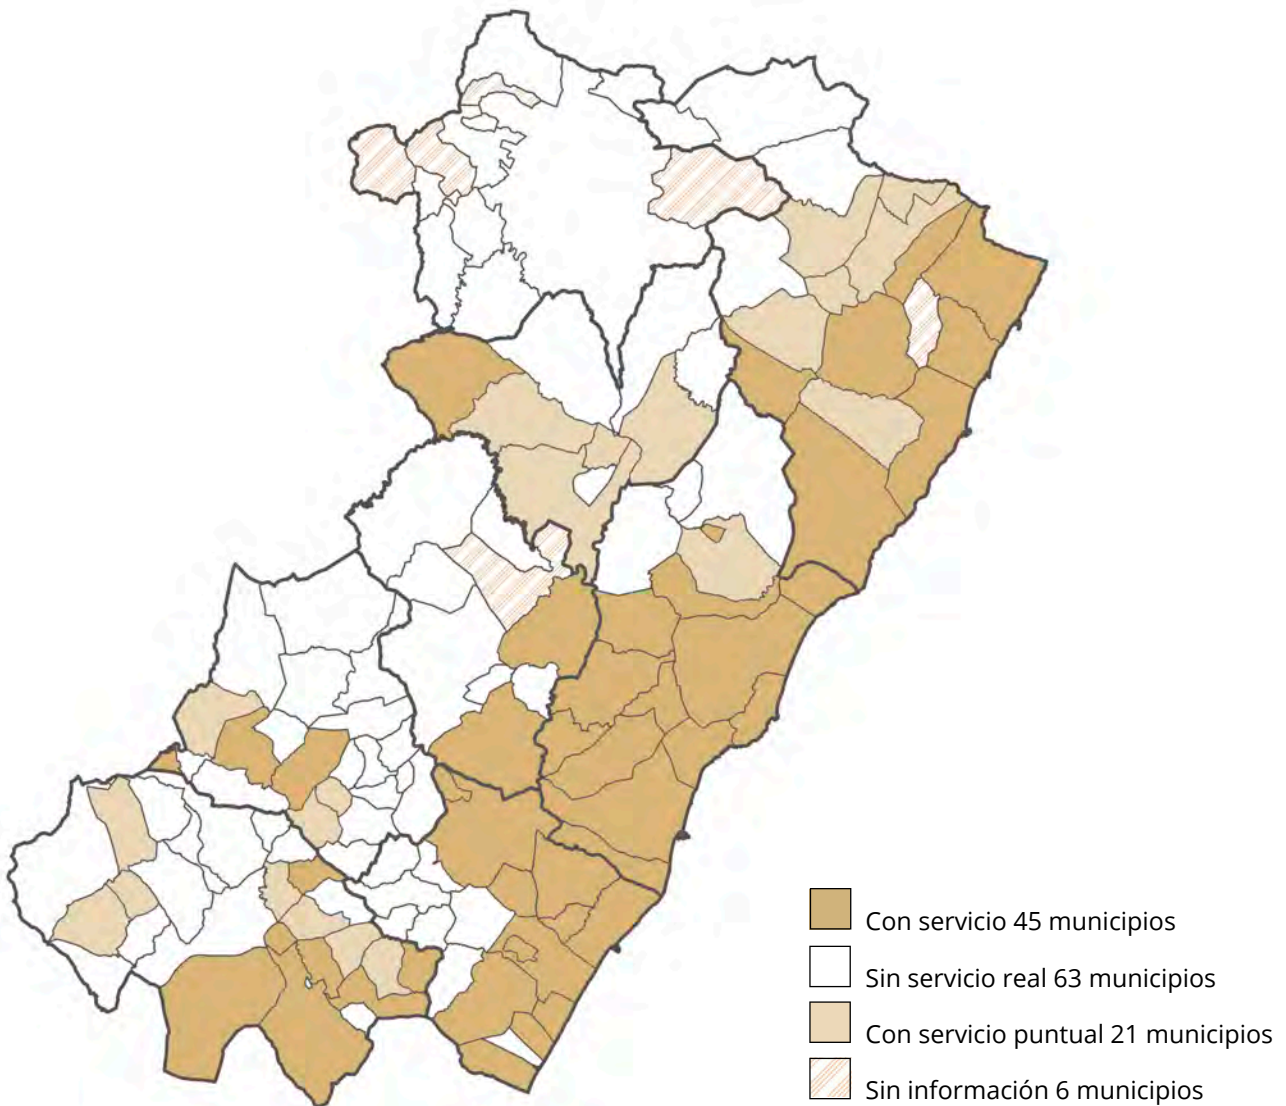 Con servicio 45 municipios
Sin servicio real 63 municipios
Con servicio puntual 21 municipios
Sin información 6 municipios